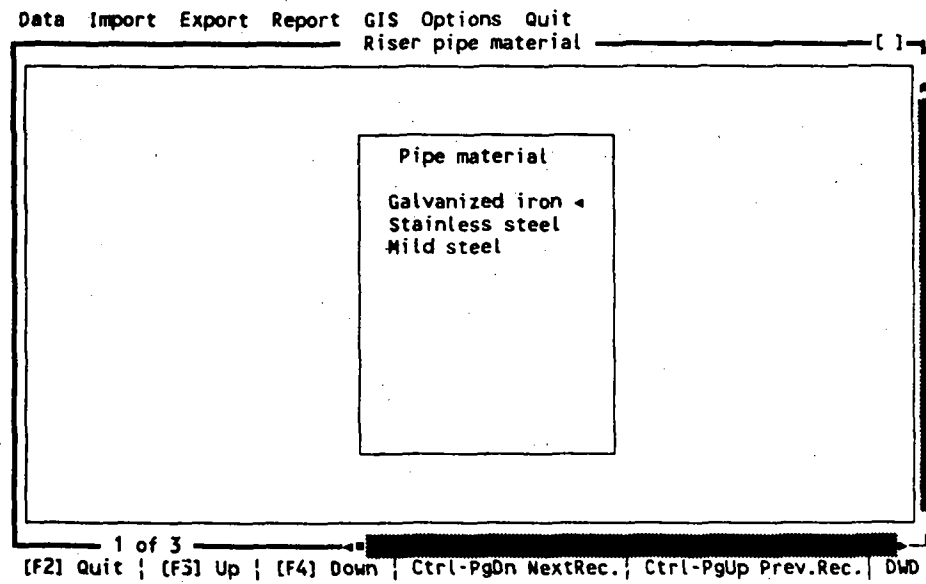 Data Import Export Report GIS Options Quit
Riser pipe material [ ]
Pipe material
Galvanized iron ◄
Stainless steel
Mild steel
1 of 3
[F2] Quit ¦ [F3] Up ¦ [F4] Down ¦ Ctrl-PgDn NextRec.¦ Ctrl-PgUp Prev.Rec.¦ DWD